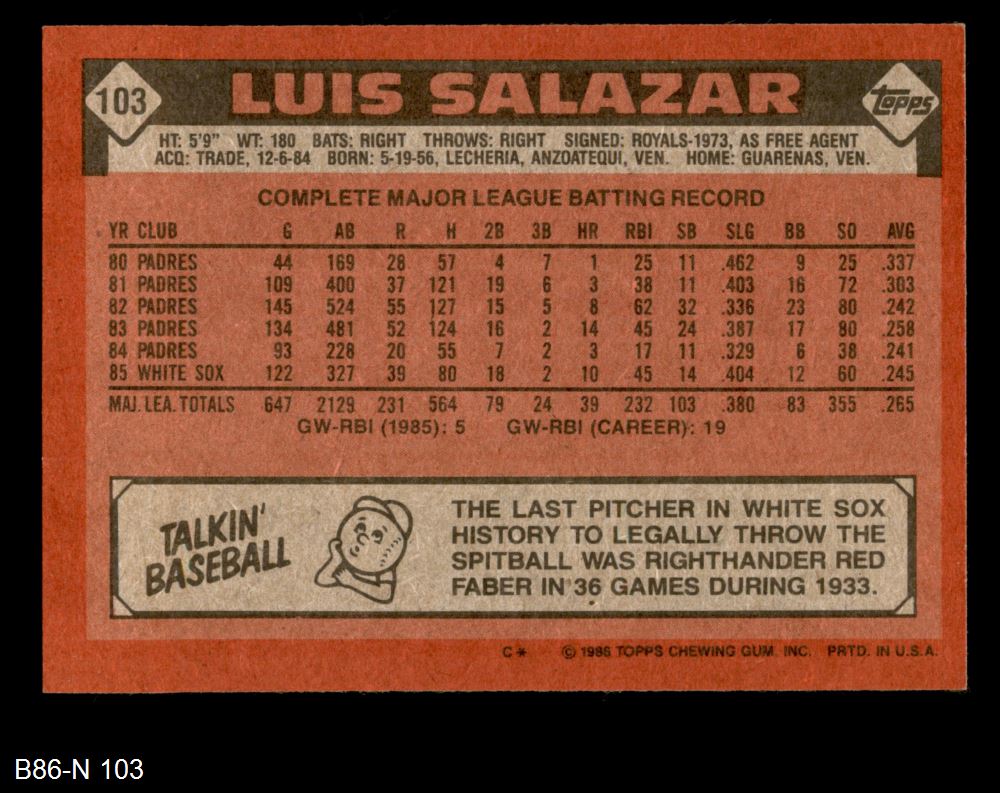 103
LUIS SALAZAR
TOPPS
HT: 5'9" WT: 180 BATS: RIGHT THROWS: RIGHT SIGNED: ROYALS-1973, AS FREE AGENT
ACQ: TRADE, 12-6-84 BORN: 5-19-56, LECHERIA, ANZOATEQUI, VEN. HOME: GUARENAS, VEN.
COMPLETE MAJOR LEAGUE BATTING RECORD
YR CLUB G AB R H 2B 3B HR RBI SB SLG BB SO AVG
80 PADRES 44 169 28 57 4 7 1 25 11 .462 9 25 .337
81 PADRES 109 400 37 121 19 6 3 38 11 .403 16 72 .303
82 PADRES 145 524 55 127 15 5 8 62 32 .336 23 80 .242
83 PADRES 134 481 52 124 16 2 14 45 24 .387 17 80 .258
84 PADRES 93 228 20 55 7 2 3 17 11 .329 6 38 .241
85 WHITE SOX 122 327 39 80 18 2 10 45 14 .404 12 60 .245
MAJ. LEA. TOTALS 647 2129 231 564 79 24 39 232 103 .380 83 355 .265
GW-RBI (1985): 5 GW-RBI (CAREER): 19
TALKIN'
BASEBALL
THE LAST PITCHER IN WHITE SOX
HISTORY TO LEGALLY THROW THE
SPITBALL WAS RIGHTHANDER RED
FABER IN 36 GAMES DURING 1933.
C* © 1986 TOPPS CHEWING GUM, INC. PRTD. IN U.S.A.
B86-N 103